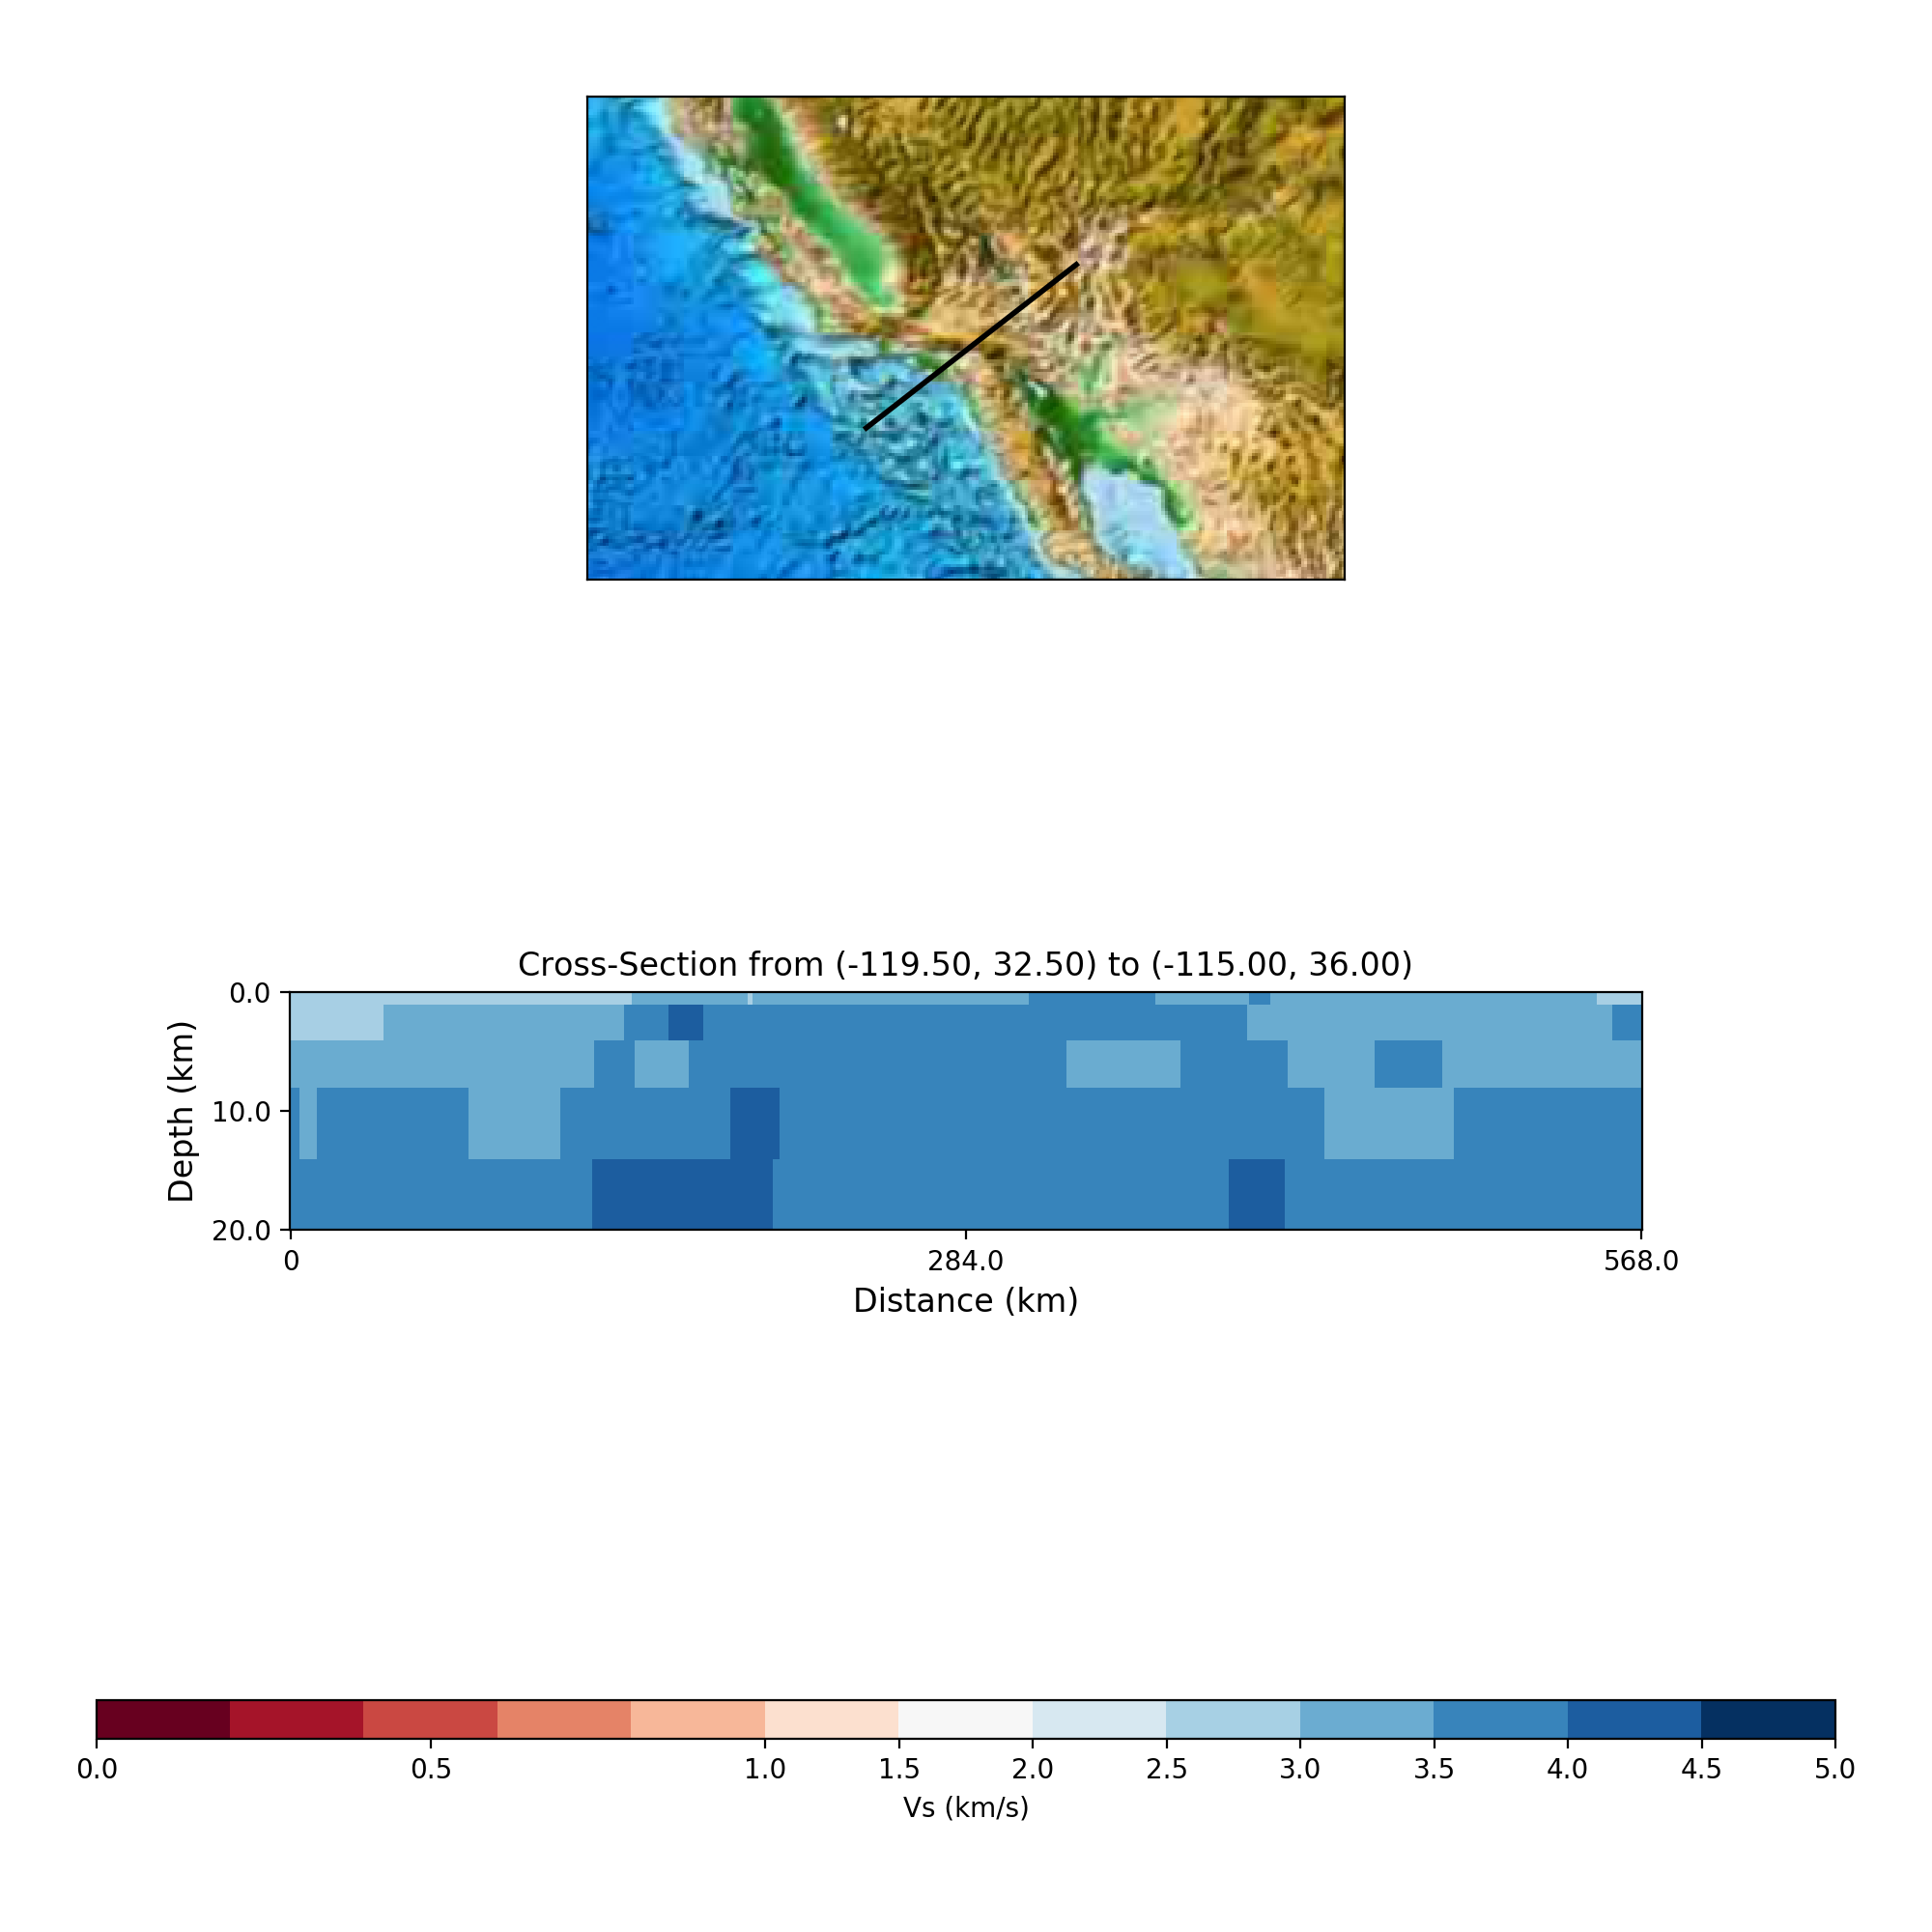 Cross-Section from (-119.50, 32.50) to (-115.00, 36.00)
0.0
10.0
20.0
Depth (km)
0 284.0 568.0
Distance (km)
0.0 0.5 1.0 1.5 2.0 2.5 3.0 3.5 4.0 4.5 5.0
Vs (km/s)